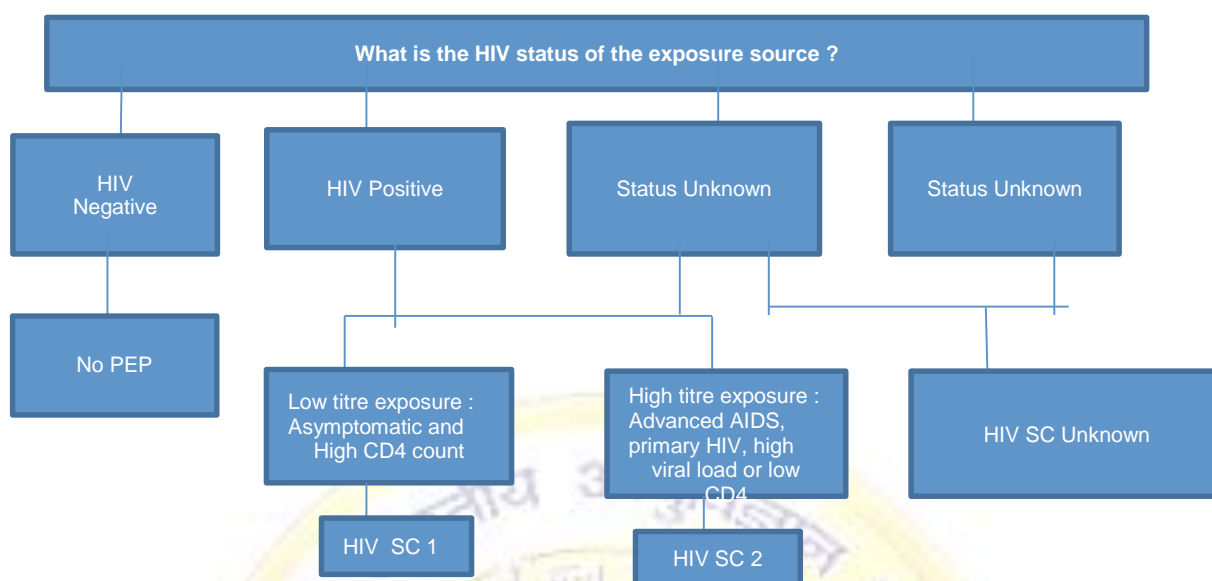 What is the HIV status of the exposure source ?
HIV
Negative
HIV Positive
Status Unknown
Status Unknown
No PEP
Low titre exposure :
Asymptomatic and
High CD4 count
High titre exposure :
Advanced AIDS,
primary HIV, high
viral load or low
CD4
HIV SC Unknown
HIV SC 1
HIV SC 2